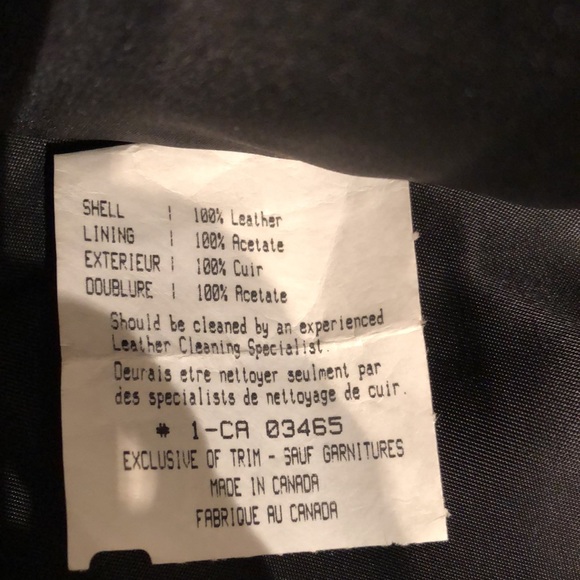 SHELL | 100% Leather
LINING | 100% Acetate
EXTERIEUR | 100% Cuir
DOUBLURE | 100% Acetate
Should be cleaned by an experienced
Leather Cleaning Specialist.
Deurais etre nettoyer seulment par
des specialists de nettoyage de cuir.
# 1-CA 03465
EXCLUSIVE OF TRIM - SAUF GARNITURES
MADE IN CANADA
FABRIQUE AU CANADA